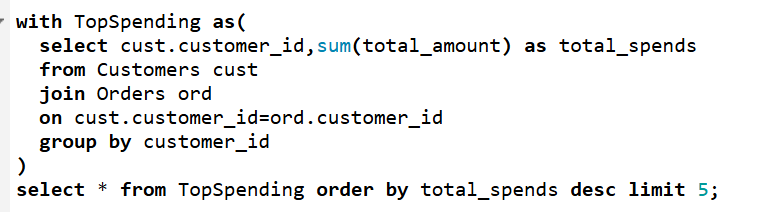 with TopSpending as(
  select cust.customer_id,sum(total_amount) as total_spends
  from Customers cust
  join Orders ord
  on cust.customer_id=ord.customer_id
  group by customer_id
)
select * from TopSpending order by total_spends desc limit 5;